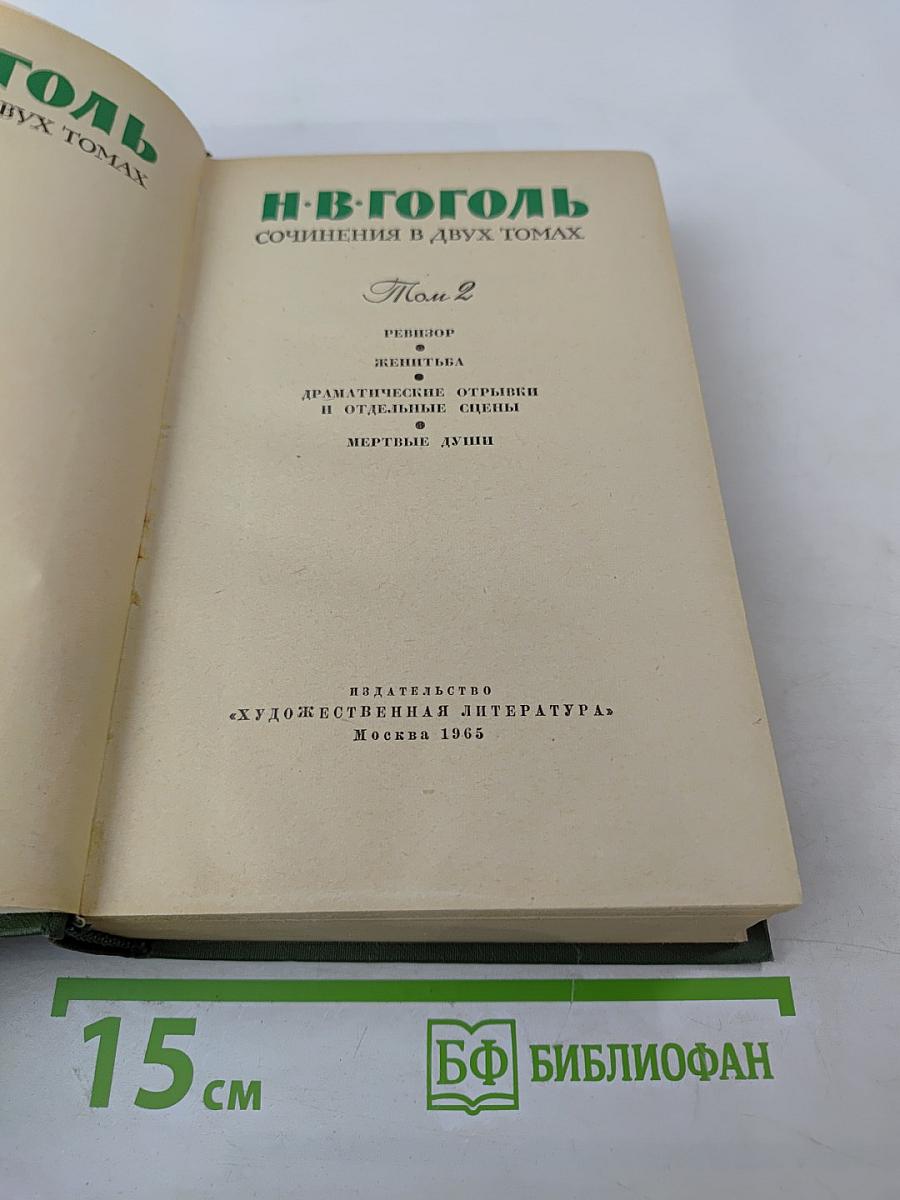 ГОЛЬ
ВУХ ТОМАХ
Н·В·ГОГОЛЬ
СОЧИНЕНИЯ В ДВУХ ТОМАХ
Том 2
РЕВИЗОР
ЖЕНИТЬБА
ДРАМАТИЧЕСКИЕ ОТРЫВКИ
И ОТДЕЛЬНЫЕ СЦЕНЫ
МЕРТВЫЕ ДУШИ
ИЗДАТЕЛЬСТВО
«ХУДОЖЕСТВЕННАЯ ЛИТЕРАТУРА»
Москва 1965
15 см
БФ БИБЛИОФАН